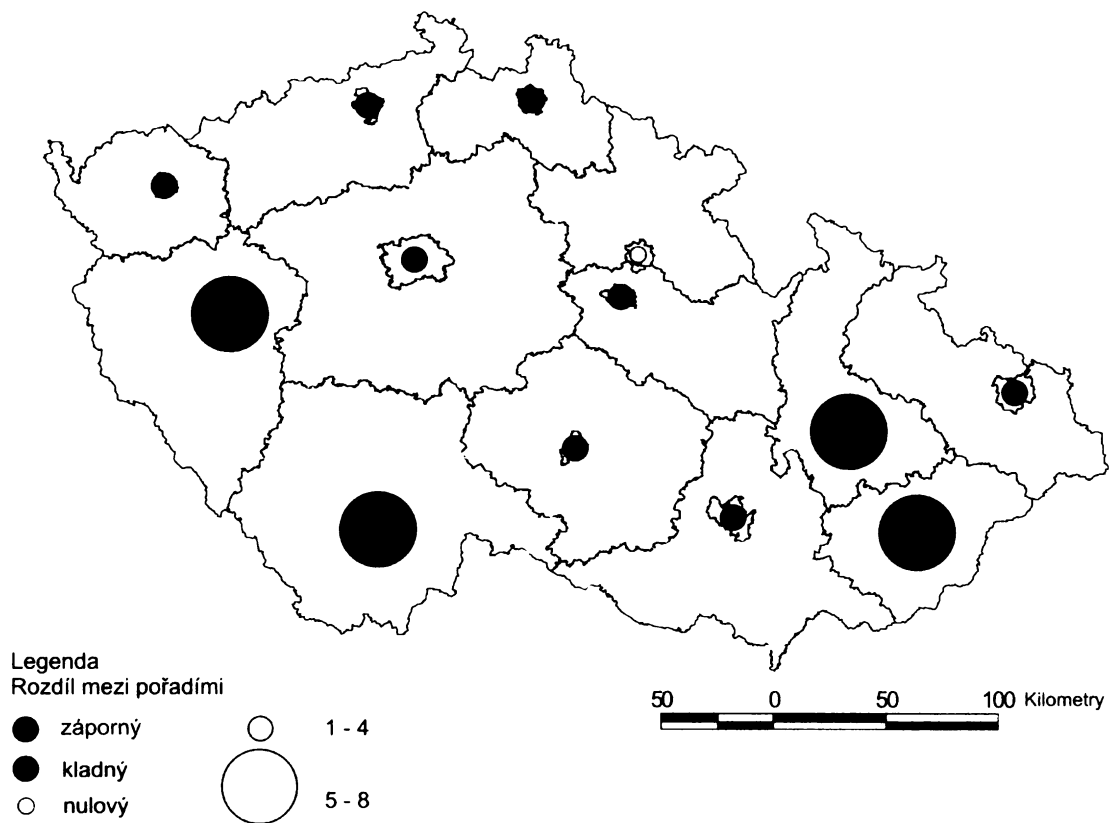 Legenda
Rozdíl mezi pořadími
záporný
kladný
nulový
1 - 4
5 - 8
50 0 50 100 Kilometry